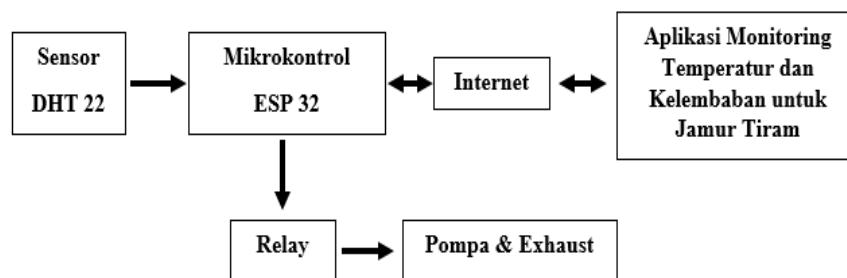 Sensor
DHT 22
Mikrokontrol
ESP 32
Internet
Aplikasi Monitoring
Temperatur dan
Kelembaban untuk
Jamur Tiram
Relay
Pompa & Exhaust